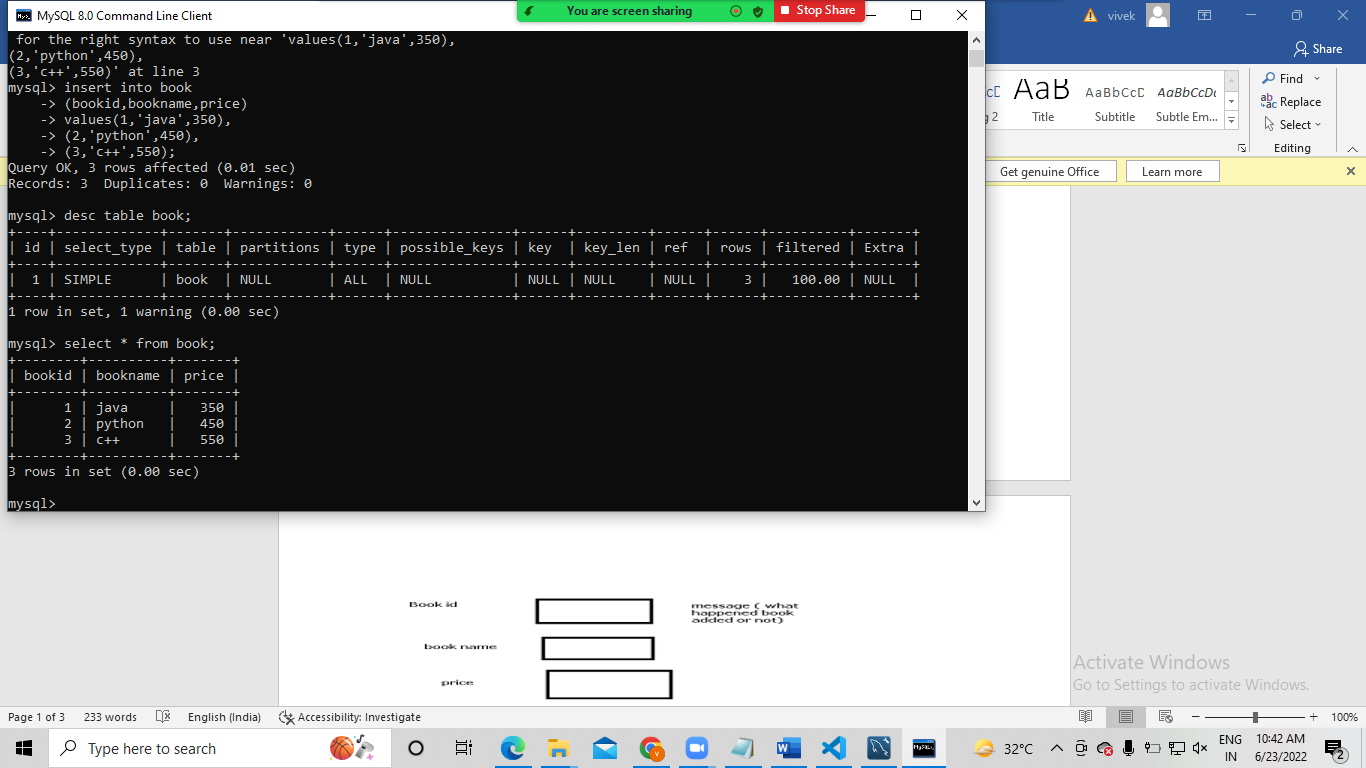 MySQL 8.0 Command Line Client
You are screen sharing
Stop Share
vivek
for the right syntax to use near 'values(1,'java',350),
(2,'python',450),
(3,'c++',550)' at line 3
mysql> insert into book
    -> (bookid,bookname,price)
    -> values(1,'java',350),
    -> (2,'python',450),
    -> (3,'c++',550);
Query OK, 3 rows affected (0.01 sec)
Records: 3  Duplicates: 0  Warnings: 0
mysql> desc table book;
+----+-------------+-------+------------+------+---------------+------+---------+------+------+----------+-------+
| id | select_type | table | partitions | type | possible_keys | key  | key_len | ref  | rows | filtered | Extra |
+----+-------------+-------+------------+------+---------------+------+---------+------+------+----------+-------+
|  1 | SIMPLE      | book  | NULL       | ALL  | NULL          | NULL | NULL    | NULL |    3 |   100.00 | NULL  |
+----+-------------+-------+------------+------+---------------+------+---------+------+------+----------+-------+
1 row in set, 1 warning (0.00 sec)
mysql> select * from book;
+--------+----------+-------+
| bookid | bookname | price |
+--------+----------+-------+
|      1 | java     |   350 |
|      2 | python   |   450 |
|      3 | c++      |   550 |
+--------+----------+-------+
3 rows in set (0.00 sec)
mysql>
Share
AaB
AaBbCcD
AaBbCcDc
g 2
Title
Subtitle
Subtle Em...
Find
Replace
Select
Editing
Get genuine Office
Learn more
Book id
message ( what
happened book
added or not)
book name
price
Activate Windows
Go to Settings to activate Windows.
Page 1 of 3
233 words
English (India)
Accessibility: Investigate
100%
Type here to search
32°C
ENG
IN
10:42 AM
6/23/2022
2